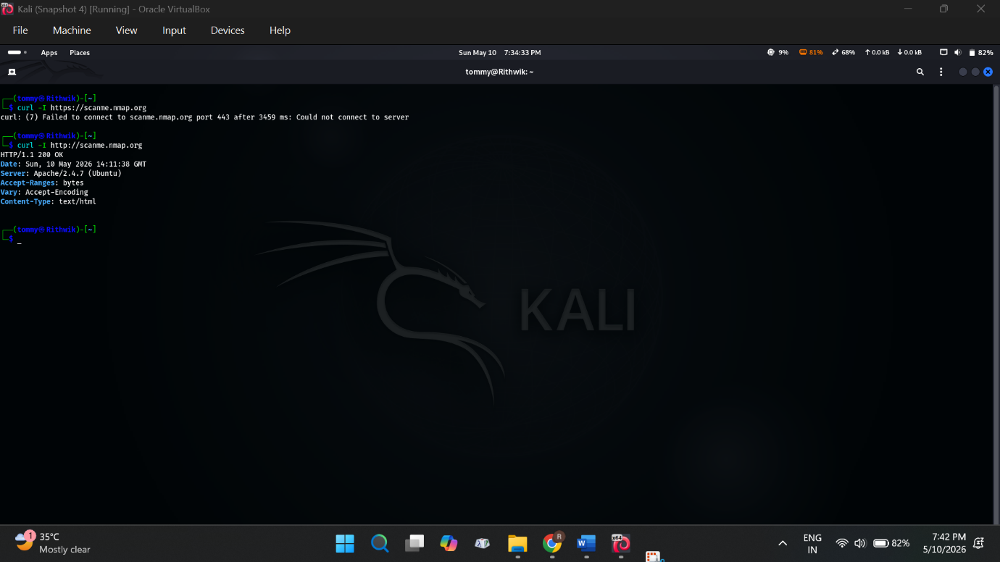 Kali (Snapshot 4) [Running] - Oracle VirtualBox
File Machine View Input Devices Help
Apps Places Sun May 10 7:34:33 PM 9% 81% 68% ↑0.0 kB ↓0.0 kB 82%
tommy@Rithwik: ~
┌──(tommy㉿Rithwik)-[~]
└─$ curl -I https://scanme.nmap.org
curl: (7) Failed to connect to scanme.nmap.org port 443 after 3459 ms: Could not connect to server
┌──(tommy㉿Rithwik)-[~]
└─$ curl -I http://scanme.nmap.org
HTTP/1.1 200 OK
Date: Sun, 10 May 2026 14:11:38 GMT
Server: Apache/2.4.7 (Ubuntu)
Accept-Ranges: bytes
Vary: Accept-Encoding
Content-Type: text/html
┌──(tommy㉿Rithwik)-[~]
└─$ _
KALI
1 35°C
Mostly clear
R
W
x64
ENG
IN
82%
7:42 PM
5/10/2026